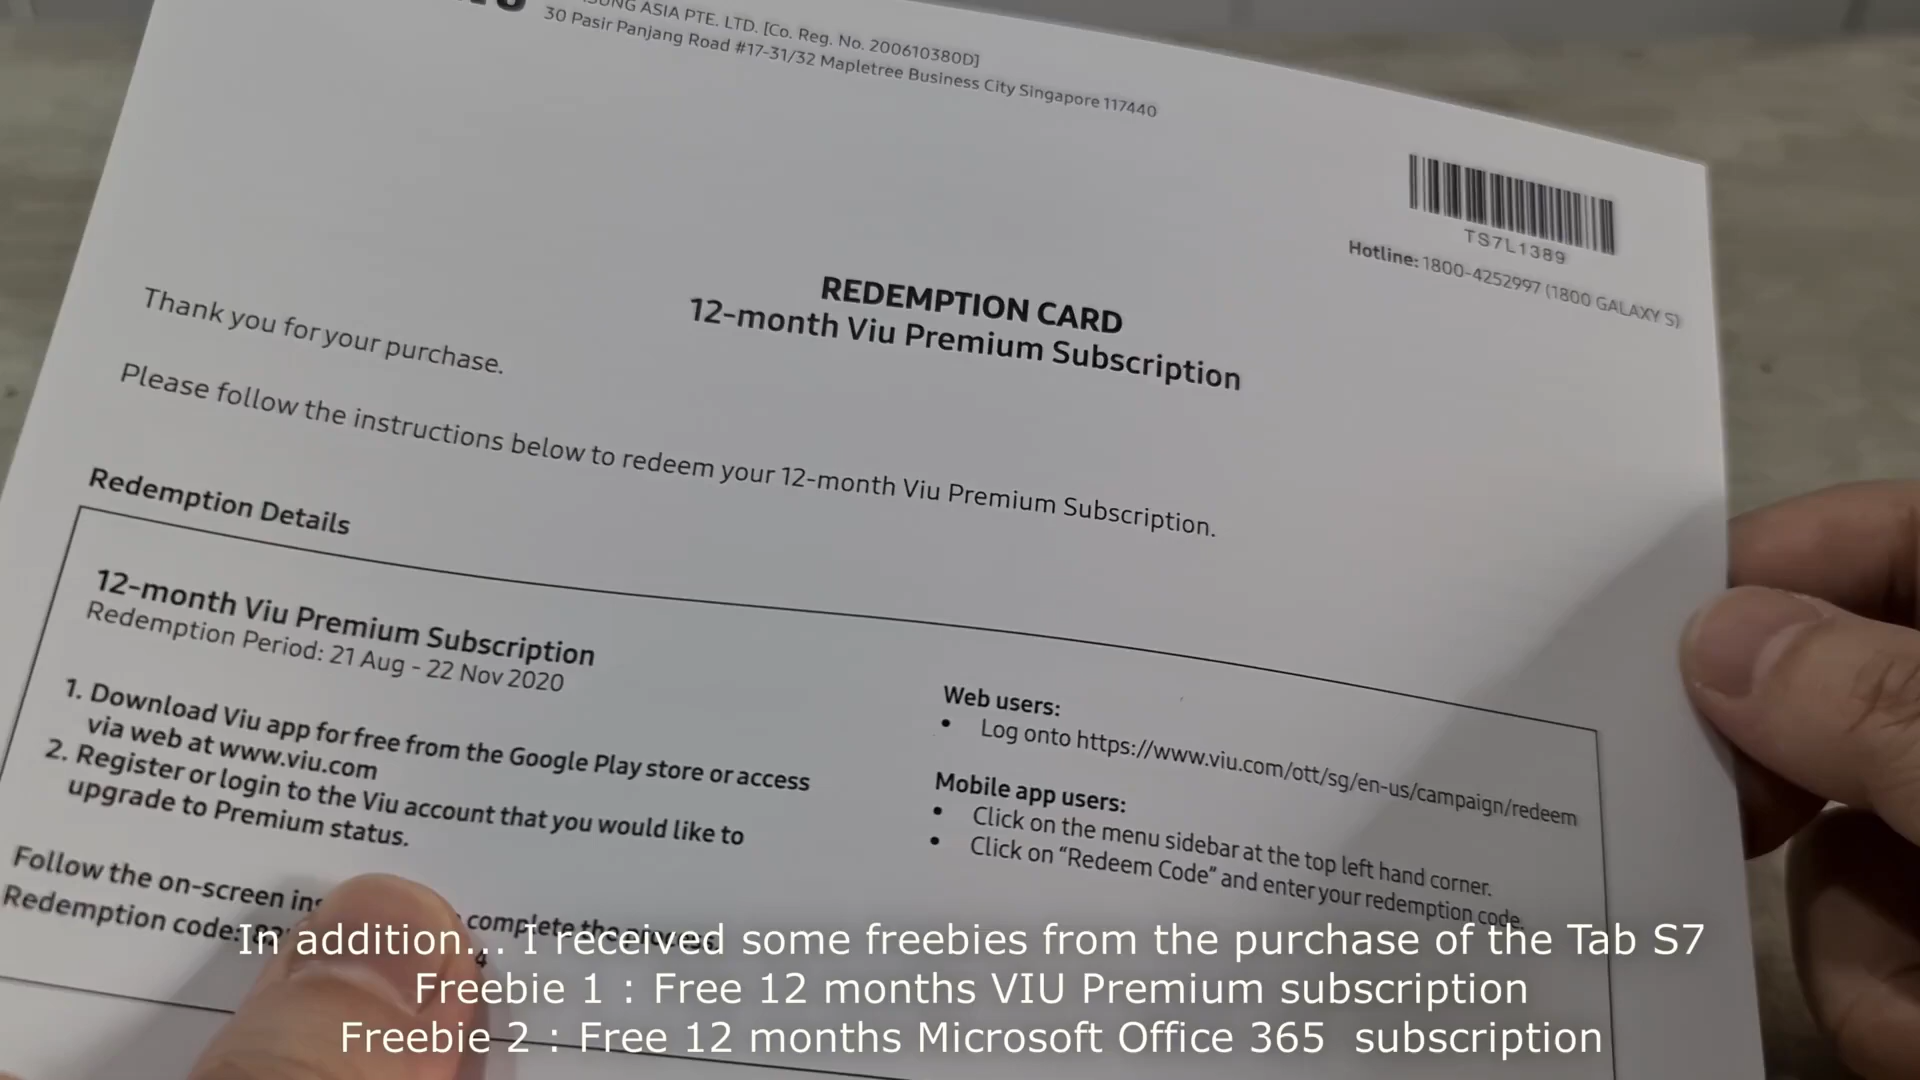 ASIA PTE. LTD. [Co. Reg. No. 200610380D]
30 Pasir Panjang Road #17-31/32 Mapletree Business City Singapore 117440
TS7L1389
Hotline: 1800-4252997 (1800 GALAXY S)
REDEMPTION CARD
12-month Viu Premium Subscription
Thank you for your purchase.
Please follow the instructions below to redeem your 12-month Viu Premium Subscription.
Redemption Details
12-month Viu Premium Subscription
Redemption Period: 21 Aug - 22 Nov 2020
1. Download Viu app for free from the Google Play store or access
via web at www.viu.com
2. Register or login to the Viu account that you would like to
upgrade to Premium status.
Follow the on-screen complete the
Redemption code:
Web users:
• Log onto https://www.viu.com/ott/sg/en-us/campaign/redeem
Mobile app users:
• Click on the menu sidebar at the top left hand corner.
• Click on "Redeem Code" and enter your redemption code.
In addition... I received some freebies from the purchase of the Tab S7
Freebie 1 : Free 12 months VIU Premium subscription
Freebie 2 : Free 12 months Microsoft Office 365 subscription